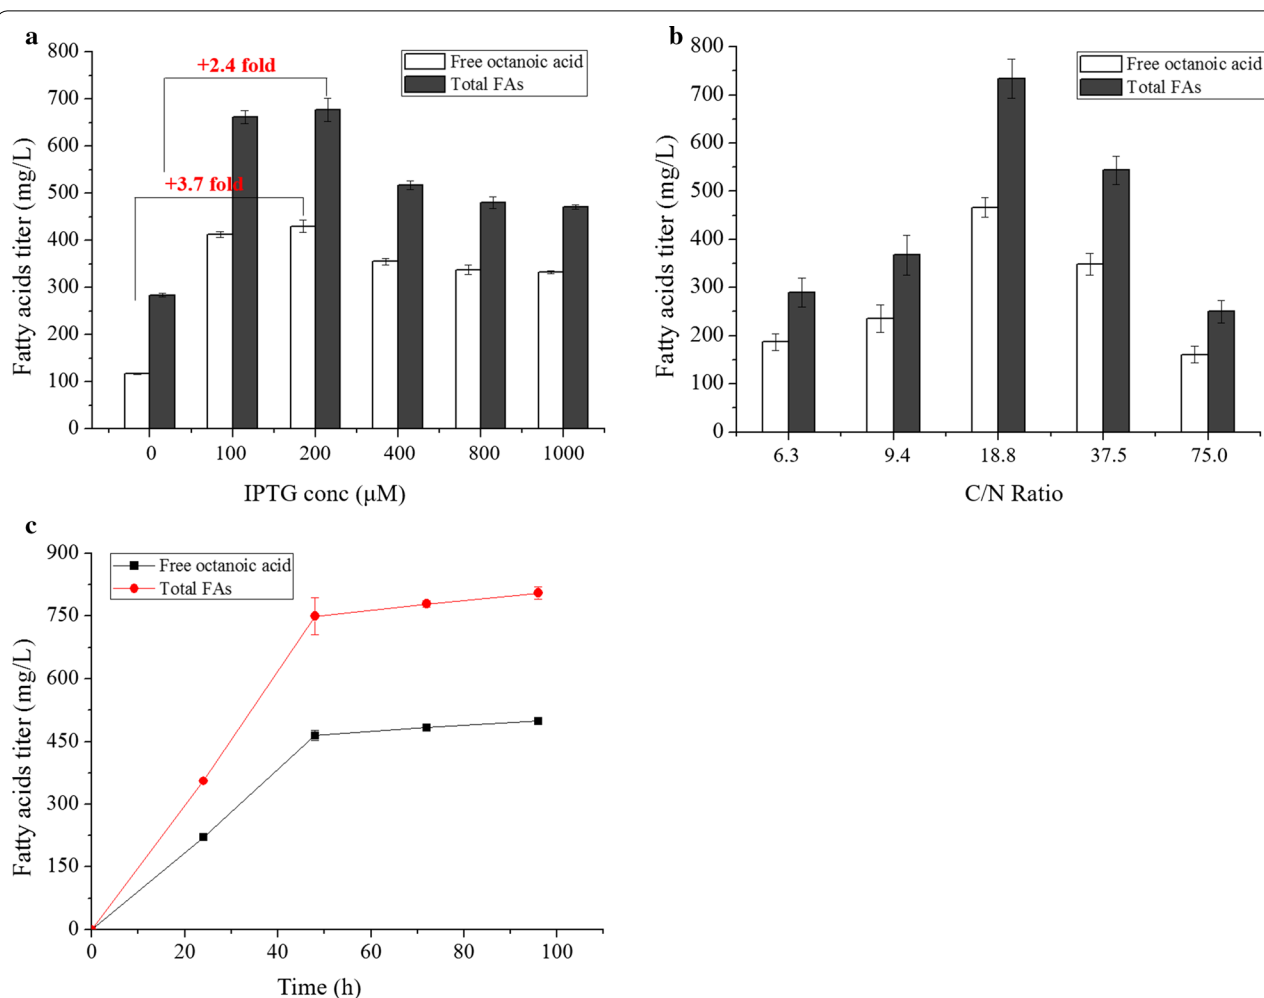 a
Free octanoic acid
Total FAs
+2.4 fold
+3.7 fold
800
700
600
500
400
300
200
100
0
0 100 200 400 800 1000
Fatty acids titer (mg/L)
IPTG conc (μM)
b
Free octanoic acid
Total FAs
800
700
600
500
400
300
200
100
0
6.3 9.4 18.8 37.5 75.0
Fatty acids titer (mg/L)
C/N Ratio
c
Free octanoic acid
Total FAs
900
750
600
450
300
150
0
0 20 40 60 80 100
Fatty acids titer (mg/L)
Time (h)